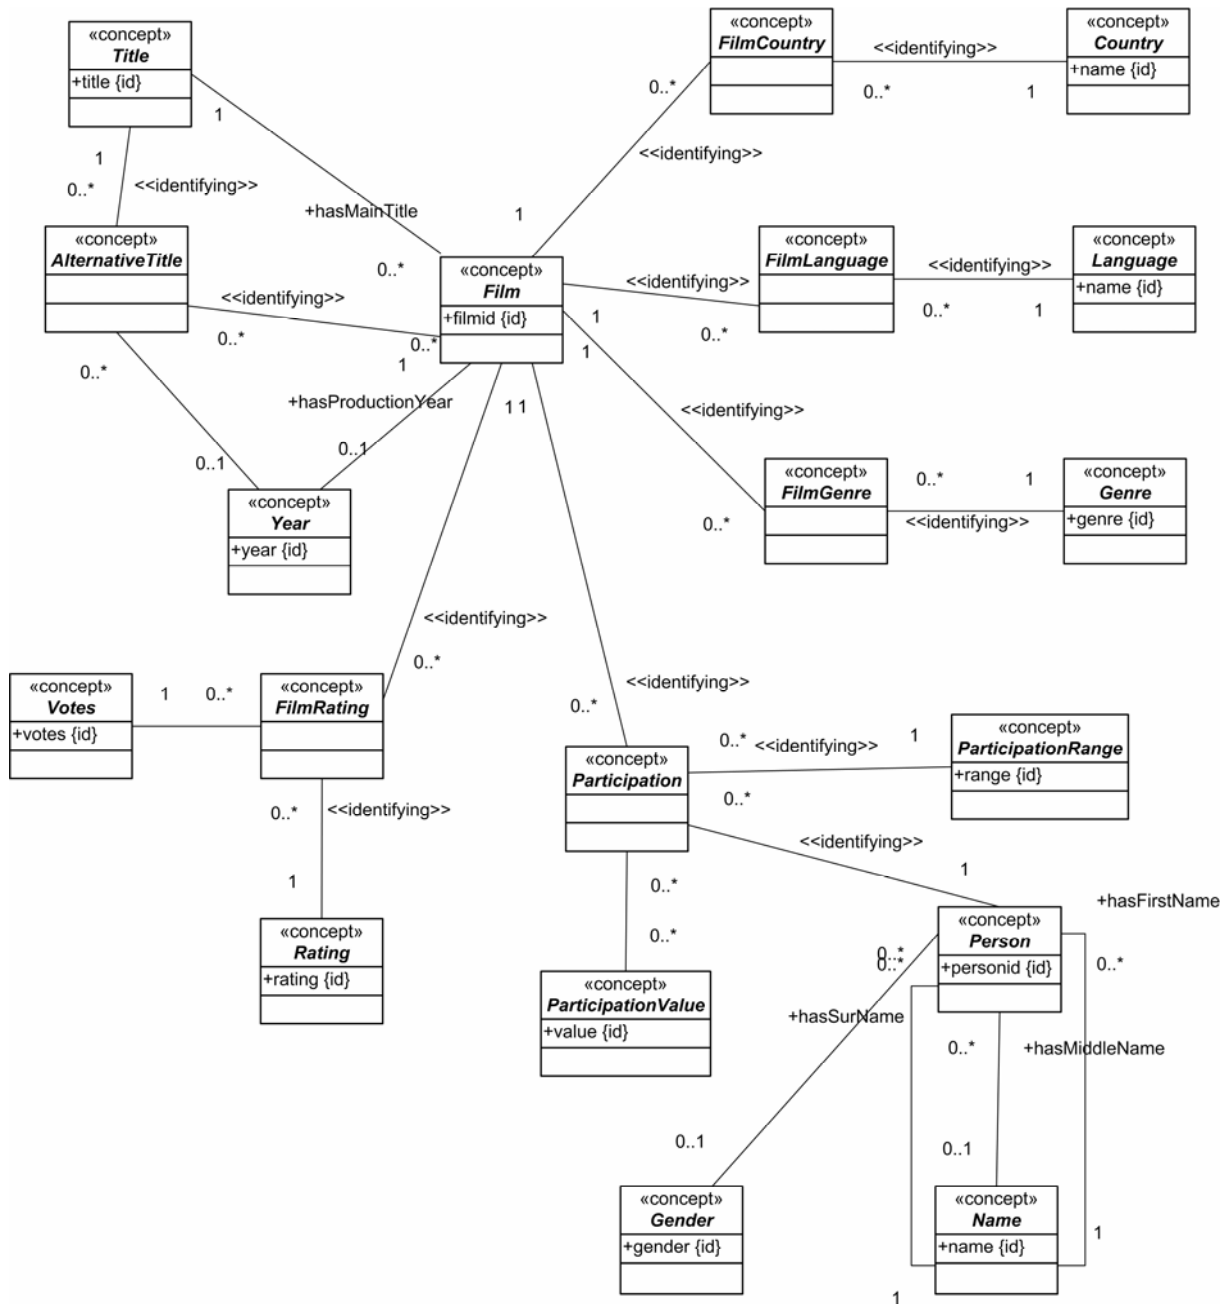 «concept»
Title
+title {id}
1
1
0..*
<<identifying>>
+hasMainTitle
«concept»
FilmCountry
<<identifying>>
0..*
0..*
1
«concept»
Country
+name {id}
<<identifying>>
1
«concept»
AlternativeTitle
<<identifying>>
0..*
0..*
0..*
0..*
«concept»
Film
+filmid {id}
<<identifying>>
1
0..*
«concept»
FilmLanguage
<<identifying>>
0..*
1
«concept»
Language
+name {id}
1
1
+hasProductionYear
0..1
0..1
1 1
<<identifying>>
0..*
«concept»
FilmGenre
0..*
1
<<identifying>>
«concept»
Genre
+genre {id}
«concept»
Year
+year {id}
<<identifying>>
0..*
«concept»
Votes
+votes {id}
1
0..*
«concept»
FilmRating
<<identifying>>
0..*
0..*
<<identifying>>
1
«concept»
Rating
+rating {id}
«concept»
Participation
0..*
<<identifying>>
1
«concept»
ParticipationRange
+range {id}
0..*
<<identifying>>
1
0..*
0..*
«concept»
ParticipationValue
+value {id}
+hasFirstName
0..*
0..*
0..*
«concept»
Person
+personid {id}
+hasSurName
0..*
+hasMiddleName
0..1
0..1
«concept»
Gender
+gender {id}
«concept»
Name
+name {id}
1
1